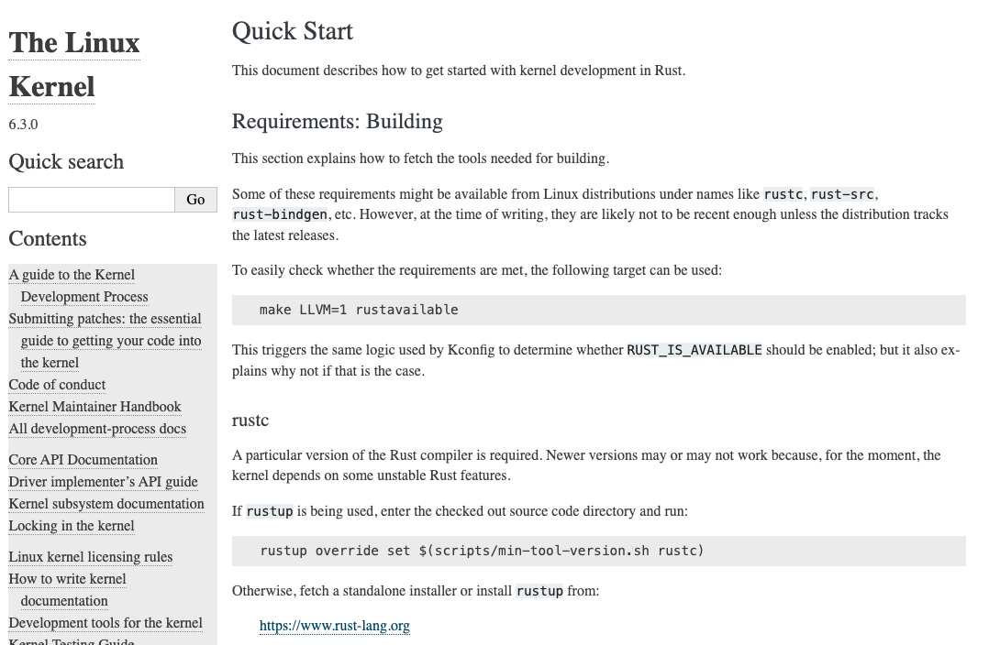 The Linux
Kernel
6.3.0
Quick search
Go
Contents
A guide to the Kernel
Development Process
Submitting patches: the essential
guide to getting your code into
the kernel
Code of conduct
Kernel Maintainer Handbook
All development-process docs
Core API Documentation
Driver implementer’s API guide
Kernel subsystem documentation
Locking in the kernel
Linux kernel licensing rules
How to write kernel
documentation
Development tools for the kernel
Kernel Testing Guide
Quick Start
This document describes how to get started with kernel development in Rust.
Requirements: Building
This section explains how to fetch the tools needed for building.
Some of these requirements might be available from Linux distributions under names like rustc, rust-src,
rust-bindgen, etc. However, at the time of writing, they are likely not to be recent enough unless the distribution tracks
the latest releases.
To easily check whether the requirements are met, the following target can be used:
make LLVM=1 rustavailable
This triggers the same logic used by Kconfig to determine whether RUST_IS_AVAILABLE should be enabled; but it also ex-
plains why not if that is the case.
rustc
A particular version of the Rust compiler is required. Newer versions may or may not work because, for the moment, the
kernel depends on some unstable Rust features.
If rustup is being used, enter the checked out source code directory and run:
rustup override set $(scripts/min-tool-version.sh rustc)
Otherwise, fetch a standalone installer or install rustup from:
https://www.rust-lang.org